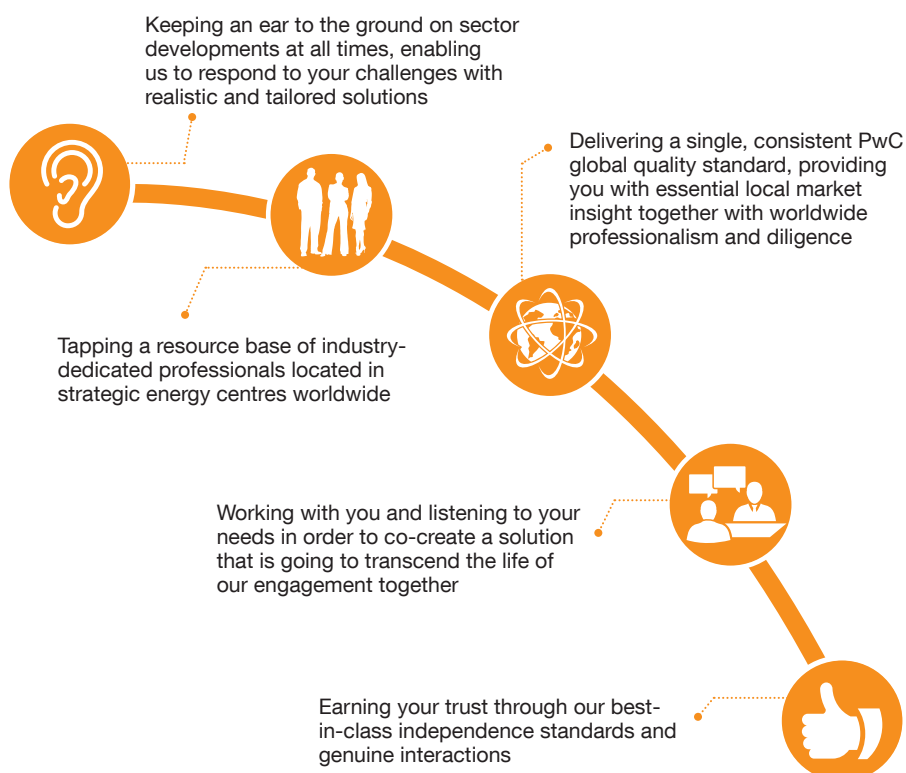 Keeping an ear to the ground on sector
developments at all times, enabling
us to respond to your challenges with
realistic and tailored solutions
Delivering a single, consistent PwC
global quality standard, providing
you with essential local market
insight together with worldwide
professionalism and diligence
Tapping a resource base of industry-
dedicated professionals located in
strategic energy centres worldwide
Working with you and listening to your
needs in order to co-create a solution
that is going to transcend the life of
our engagement together
Earning your trust through our best-
in-class independence standards and
genuine interactions